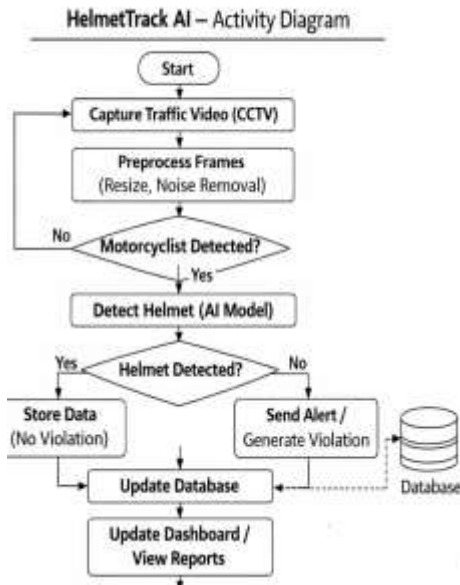 HelmetTrack AI – Activity Diagram
Start
Capture Traffic Video (CCTV)
Preprocess Frames
(Resize, Noise Removal)
No
Motorcyclist Detected?
Yes
Detect Helmet (AI Model)
Yes
Helmet Detected?
No
Store Data
(No Violation)
Send Alert /
Generate Violation
Database
Update Database
Update Dashboard /
View Reports